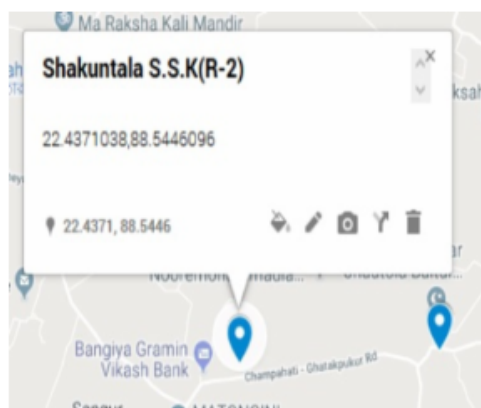 Ma Raksha Kali Mandir
Shakuntala S.S.K(R-2)
22.4371038,88.5446096
22.4371, 88.5446
Bangiya Gramin
Vikash Bank
Champahati - Ghatakpukur Rd